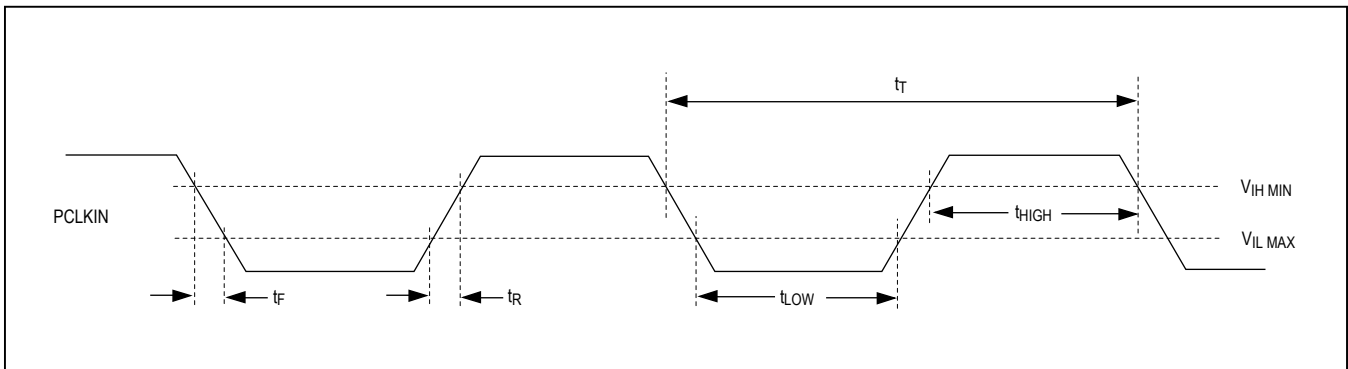 tT
VIH MIN
PCLKIN
tHIGH
VIL MAX
tF
tR
tLOW